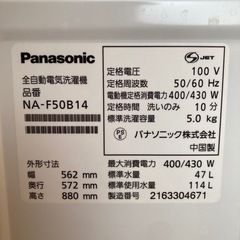 Panasonic
全自動電気洗濯機
品番
NA-F50B14
JET
定格電圧 100 V
定格周波数 50/60 Hz
電動機定格消費電力 400/430 W
定格時間 洗いのみ 10 分
標準洗濯容量 5.0 kg
PS E
パナソニック株式会社
中国製
外形寸法
幅 562 mm
奥行 572 mm
高さ 880 mm
最大消費電力 400/430 W
標準水量 47 L
標準使用水量 114 L
製造番号 2163304671